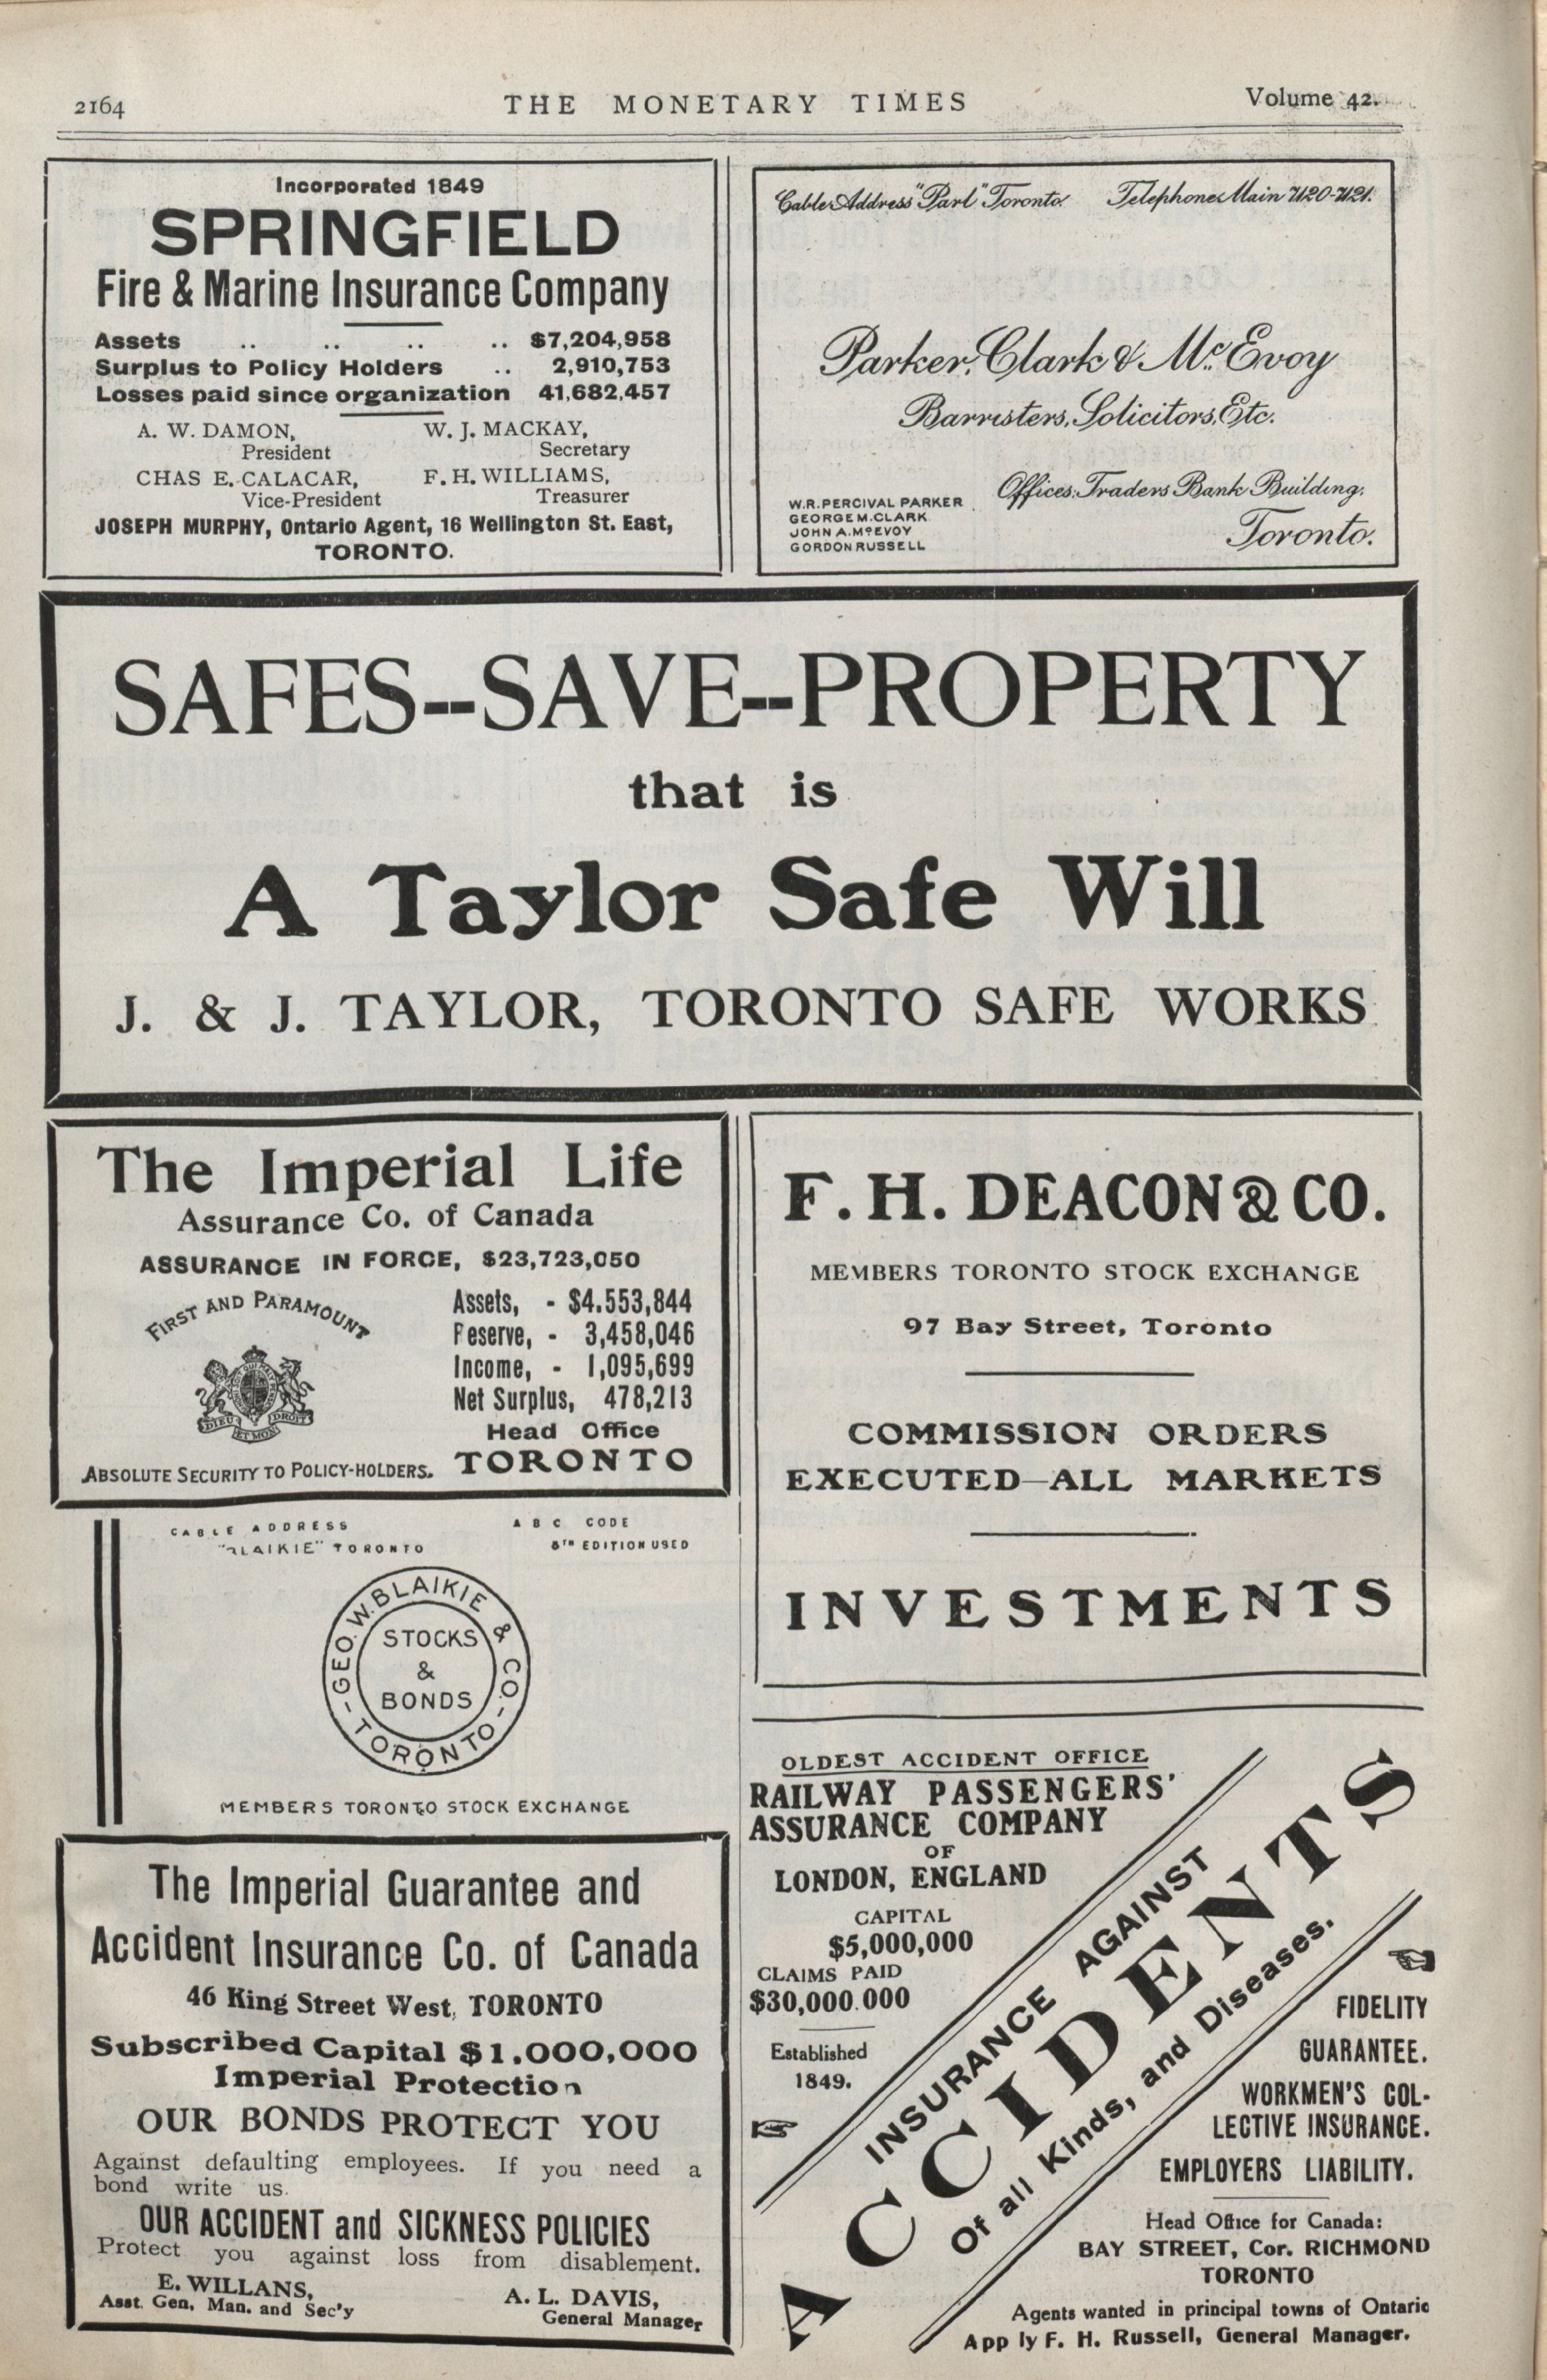 2164
THE MONETARY TIMES
Volume 42.
Incorporated 1849
SPRINGFIELD
Fire & Marine Insurance Company
Assets .. .. .. .. $7,204,958
Surplus to Policy Holders .. 2,910,753
Losses paid since organization 41,682,457
A. W. DAMON, W. J. MACKAY,
President Secretary
CHAS E. CALACAR, F. H. WILLIAMS,
Vice-President Treasurer
JOSEPH MURPHY, Ontario Agent, 16 Wellington St. East,
TORONTO.
Cable Address "Parl" Toronto. Telephone Main 7120-7121.
Parker, Clark & McEvoy
Barristers, Solicitors, Etc.
Offices: Traders Bank Building,
Toronto.
W. R. PERCIVAL PARKER
GEORGE M. CLARK
JOHN A. McEVOY
GORDON RUSSELL
SAFES--SAVE--PROPERTY
that is
A Taylor Safe Will
J. & J. TAYLOR, TORONTO SAFE WORKS
The Imperial Life
Assurance Co. of Canada
ASSURANCE IN FORCE, $23,723,050
FIRST AND PARAMOUNT
Assets, - $4.553,844
Reserve, - 3,458,046
Income, - 1,095,699
Net Surplus, 478,213
Head Office
TORONTO
DIEU ET MON DROIT
ABSOLUTE SECURITY TO POLICY-HOLDERS.
F. H. DEACON & CO.
MEMBERS TORONTO STOCK EXCHANGE
97 Bay Street, Toronto
COMMISSION ORDERS
EXECUTED—ALL MARKETS
INVESTMENTS
CABLE ADDRESS A B C CODE
"BLAIKIE" TORONTO 5TH EDITION USED
GEO. W. BLAIKIE & CO.
STOCKS
&
BONDS
-TORONTO-
MEMBERS TORONTO STOCK EXCHANGE
The Imperial Guarantee and
Accident Insurance Co. of Canada
46 King Street West, TORONTO
Subscribed Capital $1.000,000
Imperial Protection
OUR BONDS PROTECT YOU
Against defaulting employees. If you need a
bond write us.
OUR ACCIDENT and SICKNESS POLICIES
Protect you against loss from disablement.
E. WILLANS, A. L. DAVIS,
Asst. Gen. Man. and Sec'y General Manager
OLDEST ACCIDENT OFFICE
RAILWAY PASSENGERS'
ASSURANCE COMPANY
OF
LONDON, ENGLAND
CAPITAL
$5,000,000
CLAIMS PAID
$30,000.000
Established
1849.
INSURANCE AGAINST
ACCIDENTS
Of all Kinds, and Diseases.
FIDELITY
GUARANTEE.
WORKMEN'S COL-
LECTIVE INSURANCE.
EMPLOYERS LIABILITY.
Head Office for Canada:
BAY STREET, Cor. RICHMOND
TORONTO
Agents wanted in principal towns of Ontario
App ly F. H. Russell, General Manager.